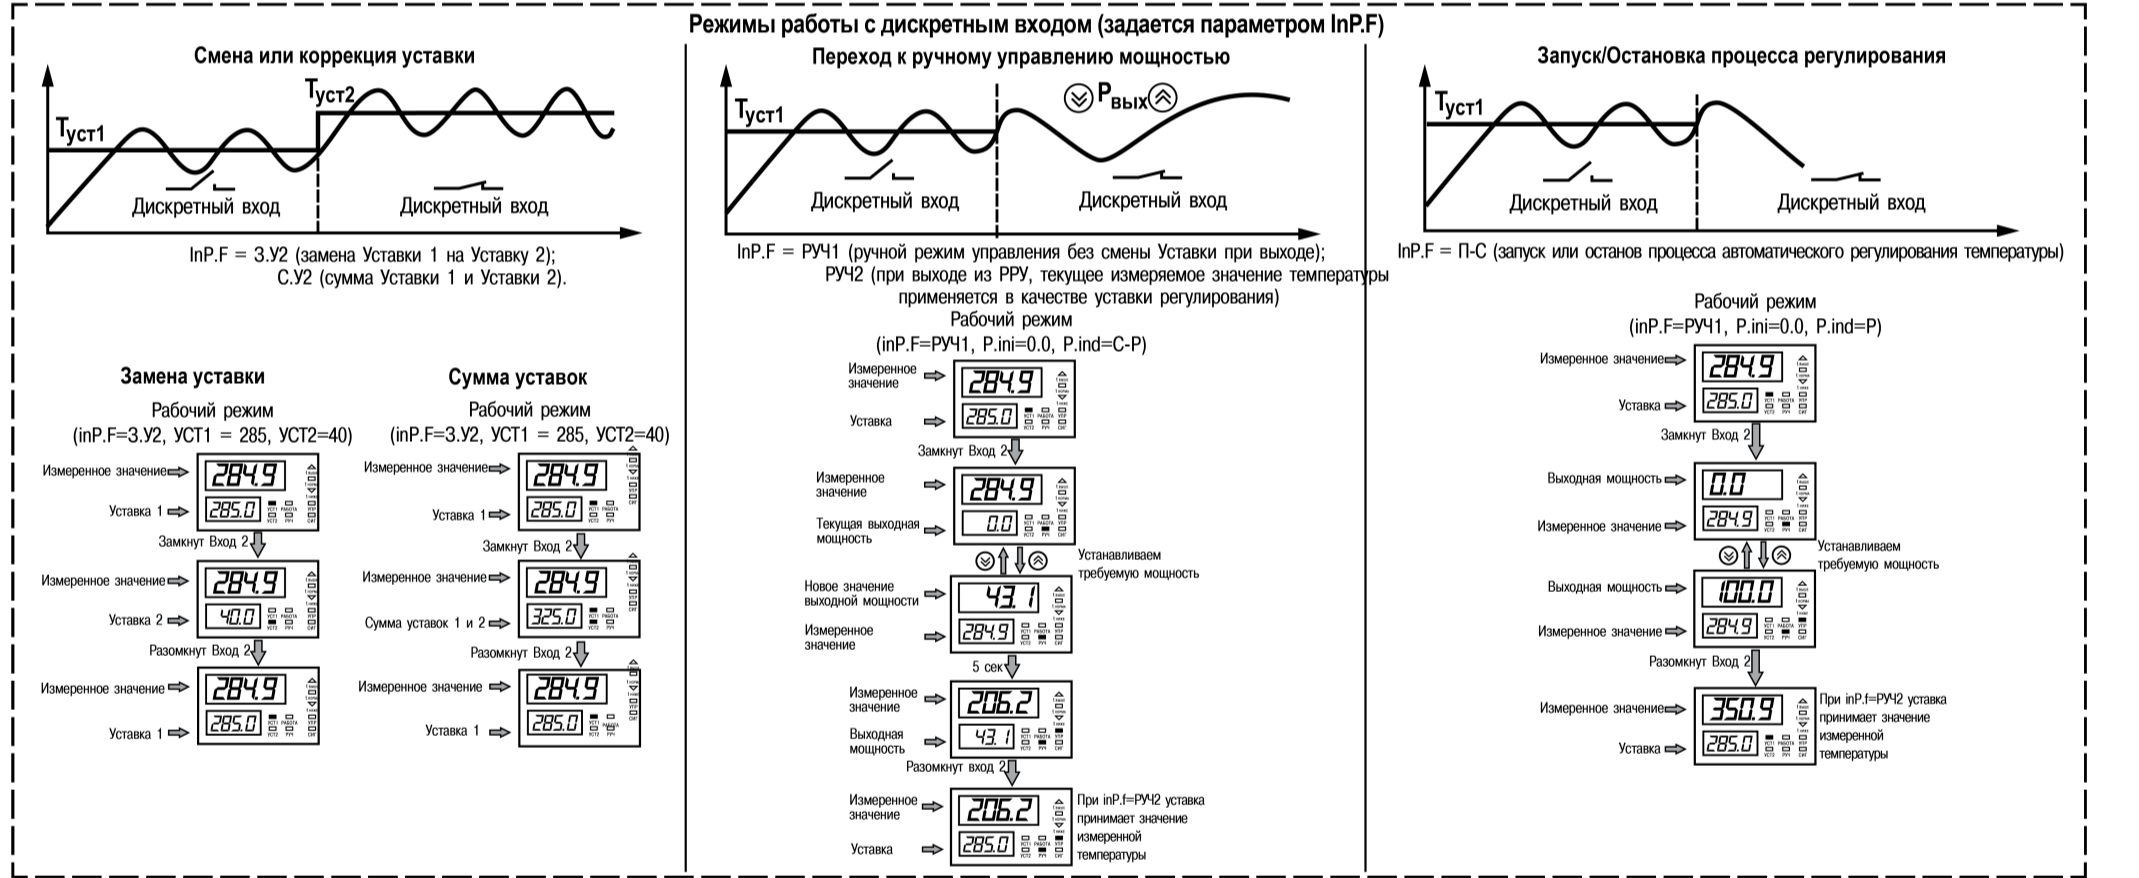 Режимы работы с дискретным входом (задается параметром InP.F)
Смена или коррекция уставки
Tуст2
Tуст1
Дискретный вход
Дискретный вход
InP.F = З.У2 (замена Уставки 1 на Уставку 2);
С.У2 (сумма Уставки 1 и Уставки 2).
Замена уставки
Рабочий режим
(inP.F=З.У2, УСТ1 = 285, УСТ2=40)
Измеренное значение
284.9
Уставка 1
285.0
Замкнут Вход 2
Измеренное значение
284.9
Уставка 2
40.0
Разомкнут Вход 2
Измеренное значение
284.9
Уставка 1
285.0
Сумма уставок
Рабочий режим
(inP.F=З.У2, УСТ1 = 285, УСТ2=40)
Измеренное значение
284.9
Уставка 1
285.0
Замкнут Вход 2
Измеренное значение
284.9
Сумма уставок 1 и 2
325.0
Разомкнут Вход 2
Измеренное значение
284.9
Уставка 1
285.0
Переход к ручному управлению мощностью
Tуст1
Pвых
Дискретный вход
Дискретный вход
InP.F = РУЧ1 (ручной режим управления без смены Уставки при выходе);
РУЧ2 (при выходе из РРУ, текущее измеряемое значение температуры
применяется в качестве уставки регулирования)
Рабочий режим
(inP.F=РУЧ1, P.ini=0.0, P.ind=C-P)
Измеренное
значение
284.9
Уставка
285.0
Замкнут Вход 2
Измеренное
значение
284.9
Текущая выходная
мощность
0.0
Устанавливаем
требуемую мощность
Новое значение
выходной мощности
43.1
Измеренное
значение
284.9
5 сек
Измеренное
значение
206.2
Выходная
мощность
43.1
Разомкнут вход 2
Измеренное
значение
206.2
Уставка
285.0
При inP.f=РУЧ2 уставка
принимает значение
измеренной
температуры
Запуск/Остановка процесса регулирования
Tуст1
Дискретный вход
Дискретный вход
InP.F = П-С (запуск или останов процесса автоматического регулирования температуры)
Рабочий режим
(inP.F=РУЧ1, P.ini=0.0, P.ind=P)
Измеренное значение
284.9
Уставка
285.0
Замкнут Вход 2
Выходная мощность
0.0
Измеренное значение
284.9
Устанавливаем
требуемую мощность
Выходная мощность
100.0
Измеренное значение
284.9
Разомкнут Вход 2
Измеренное значение
350.9
Уставка
285.0
При inP.f=РУЧ2 уставка
принимает значение
измеренной
температуры